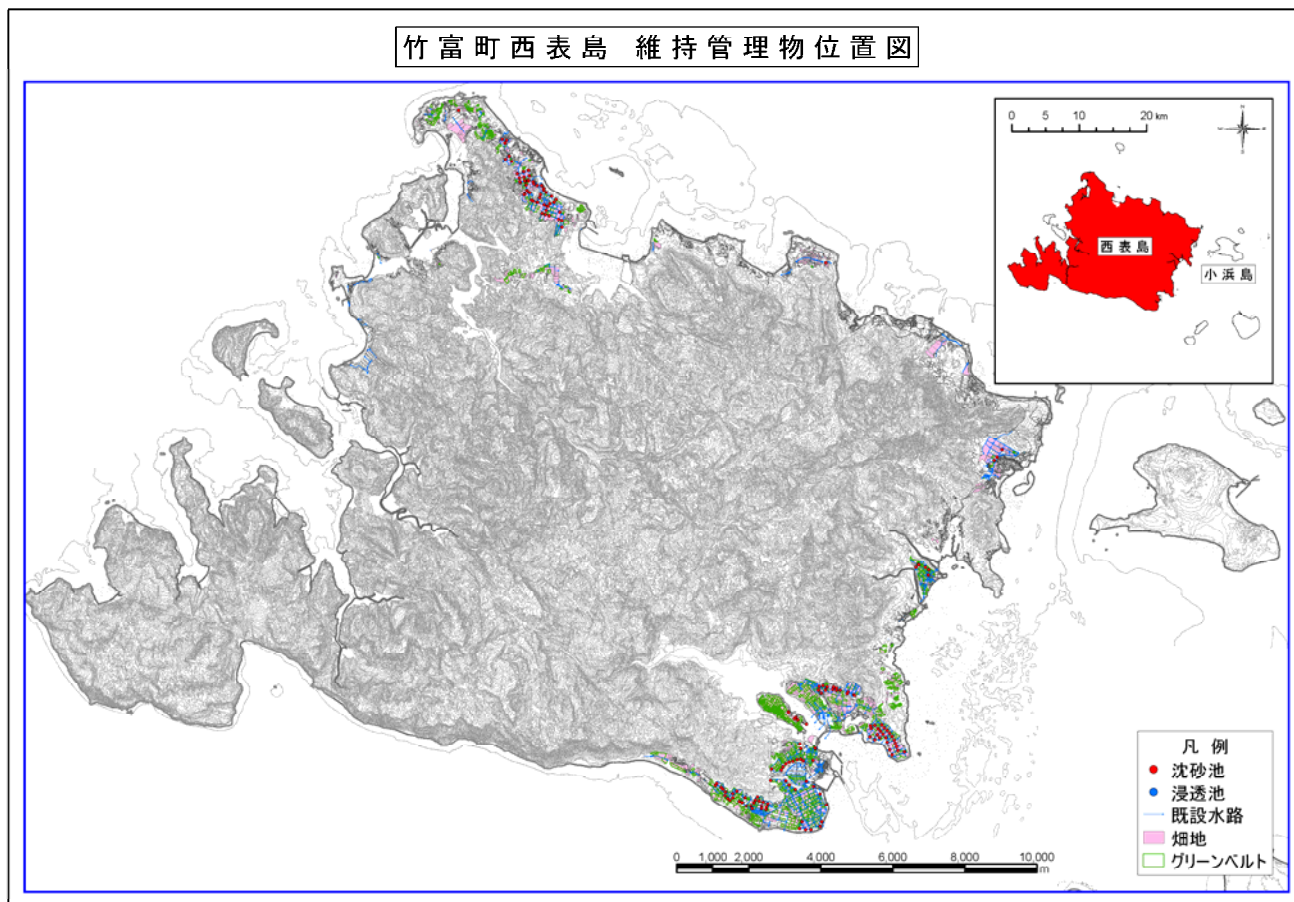 竹富町西表島 維持管理物位置図
0 5 10 20 km
西表島
小浜島
凡例
沈砂池
浸透池
既設水路
畑地
グリーンベルト
0 1,000 2,000 4,000 6,000 8,000 10,000
m